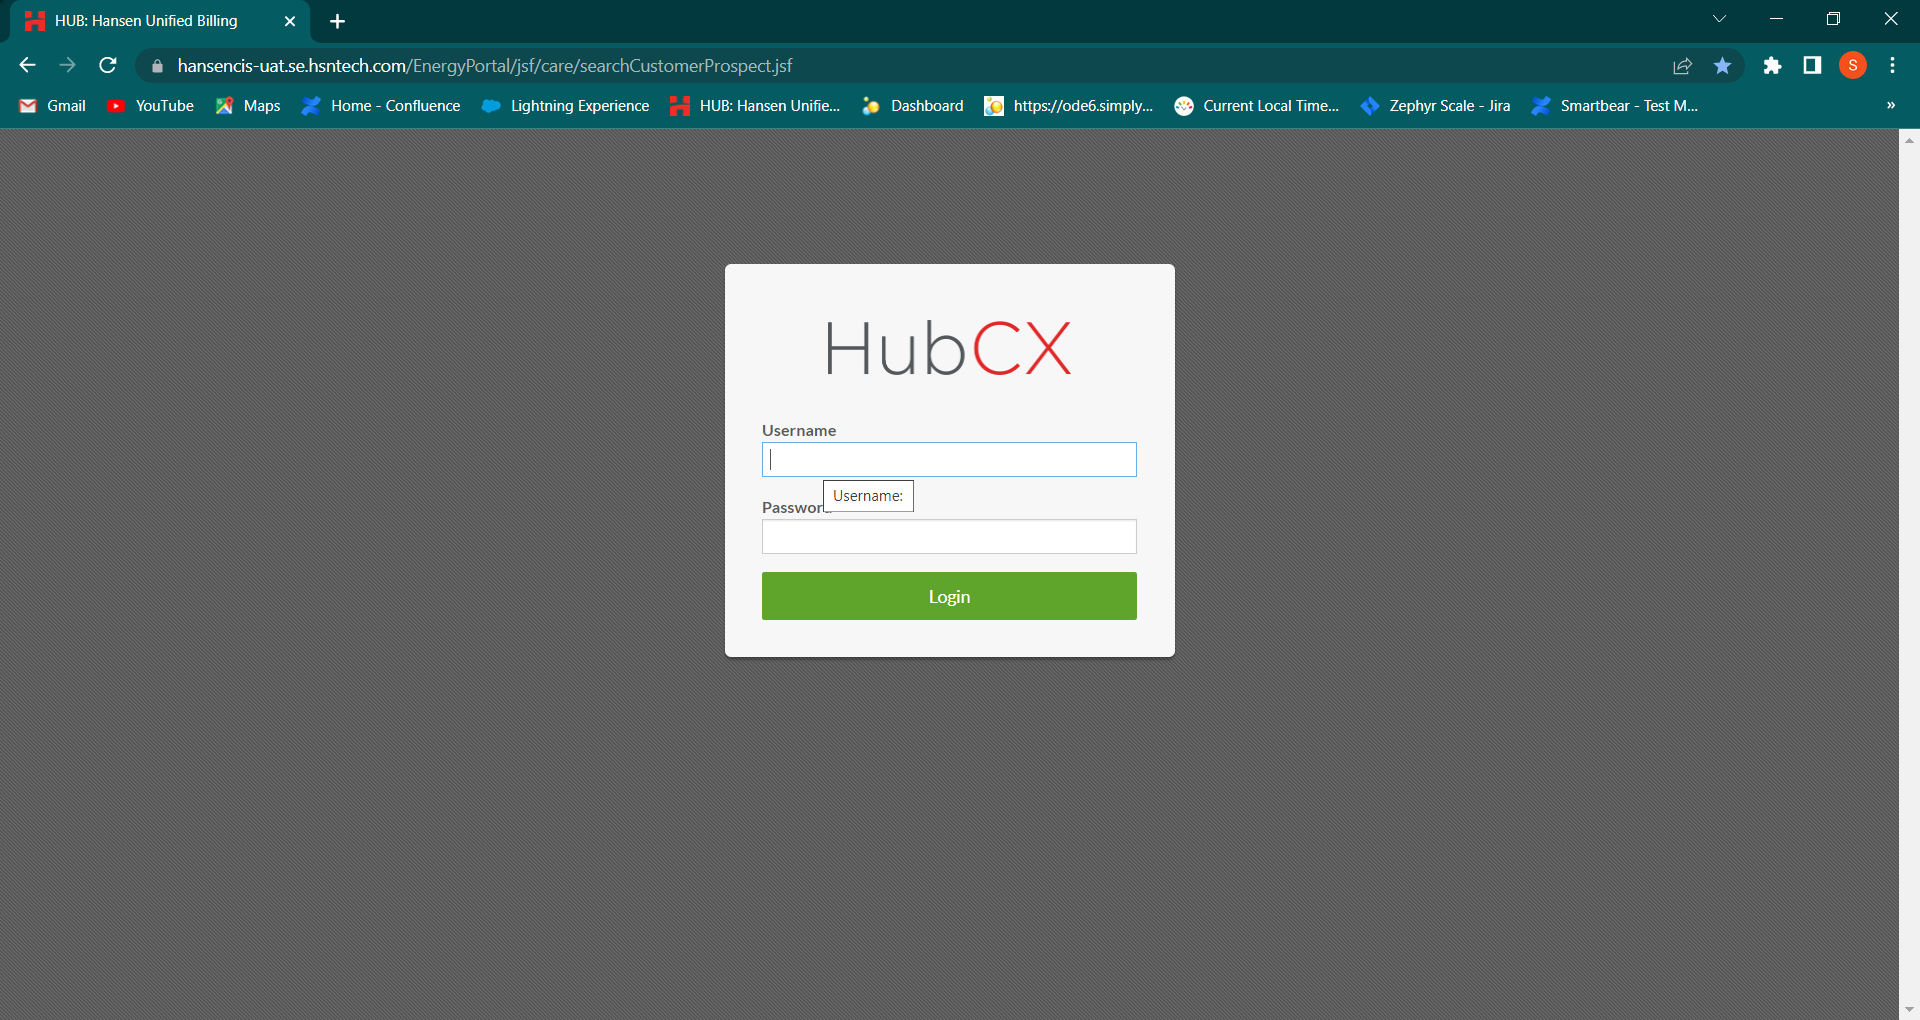 HUB: Hansen Unified Billing
hansencis-uat.se.hsntech.com/EnergyPortal/jsf/care/searchCustomerProspect.jsf
S
Gmail YouTube Maps Home - Confluence Lightning Experience HUB: Hansen Unifie... Dashboard https://ode6.simply... Current Local Time... Zephyr Scale - Jira Smartbear - Test M... »
HubCX
Username
Username:
Password
Login